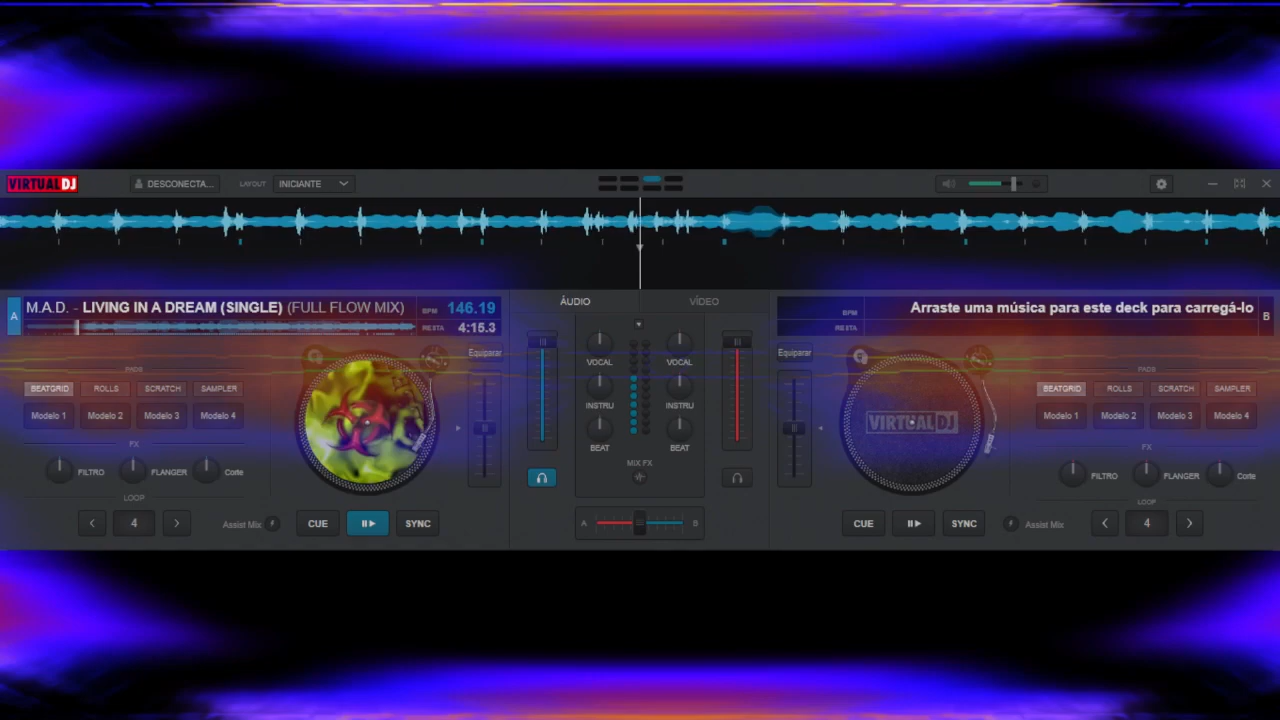 VIRTUALDJ
DESCONECTA...
LAYOUT
INICIANTE
A
M.A.D. - LIVING IN A DREAM (SINGLE) (FULL FLOW MIX)
BPM
146.19
RESTA
4:15.3
ÁUDIO
VÍDEO
BPM
RESTA
Arraste uma música para este deck para carregá-lo
B
Equiparar
PADS
BEATGRID
ROLLS
SCRATCH
SAMPLER
Modelo 1
Modelo 2
Modelo 3
Modelo 4
FX
FILTRO
FLANGER
Corte
LOOP
4
Assist Mix
CUE
SYNC
VOCAL
VOCAL
INSTRU
INSTRU
BEAT
BEAT
MIX FX
A
B
Equiparar
VIRTUALDJ
PADS
BEATGRID
ROLLS
SCRATCH
SAMPLER
Modelo 1
Modelo 2
Modelo 3
Modelo 4
FX
FILTRO
FLANGER
Corte
LOOP
CUE
SYNC
Assist Mix
4